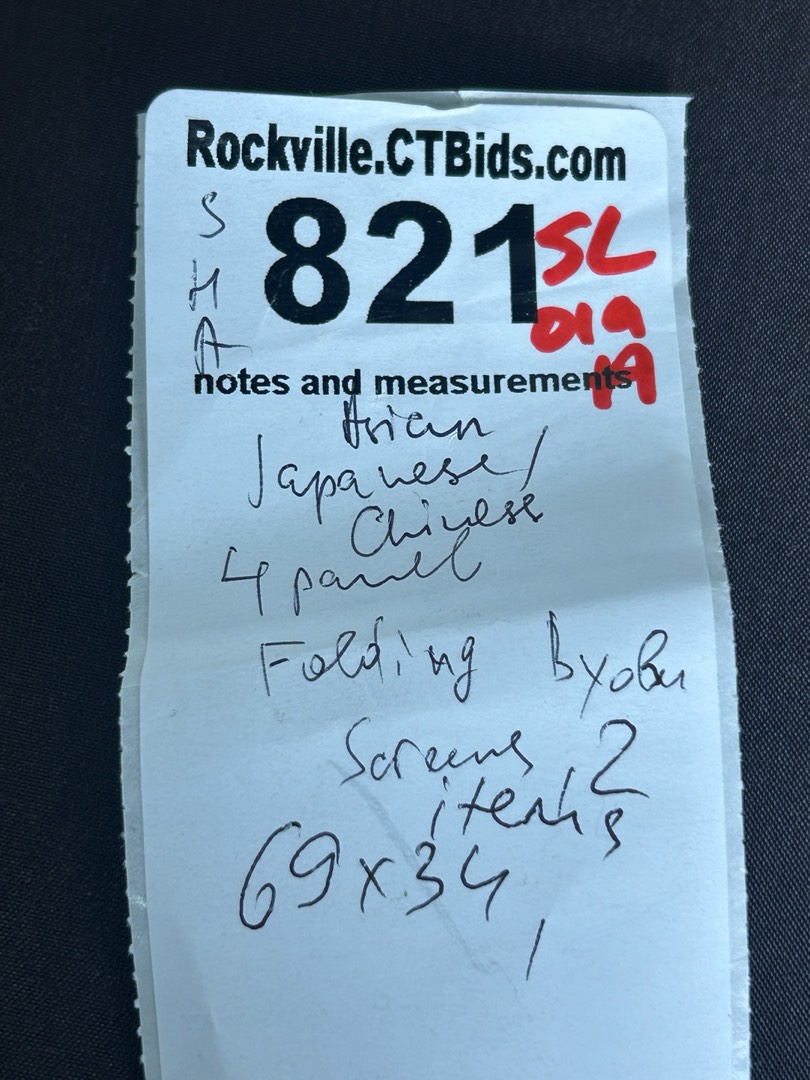 Rockville.CTBids.com
S
H
A
821
SL
019
A
notes and measurements
Asian
Japanese/
Chinese
4 panel
Folding Byobu
Screens 2
items
69x34